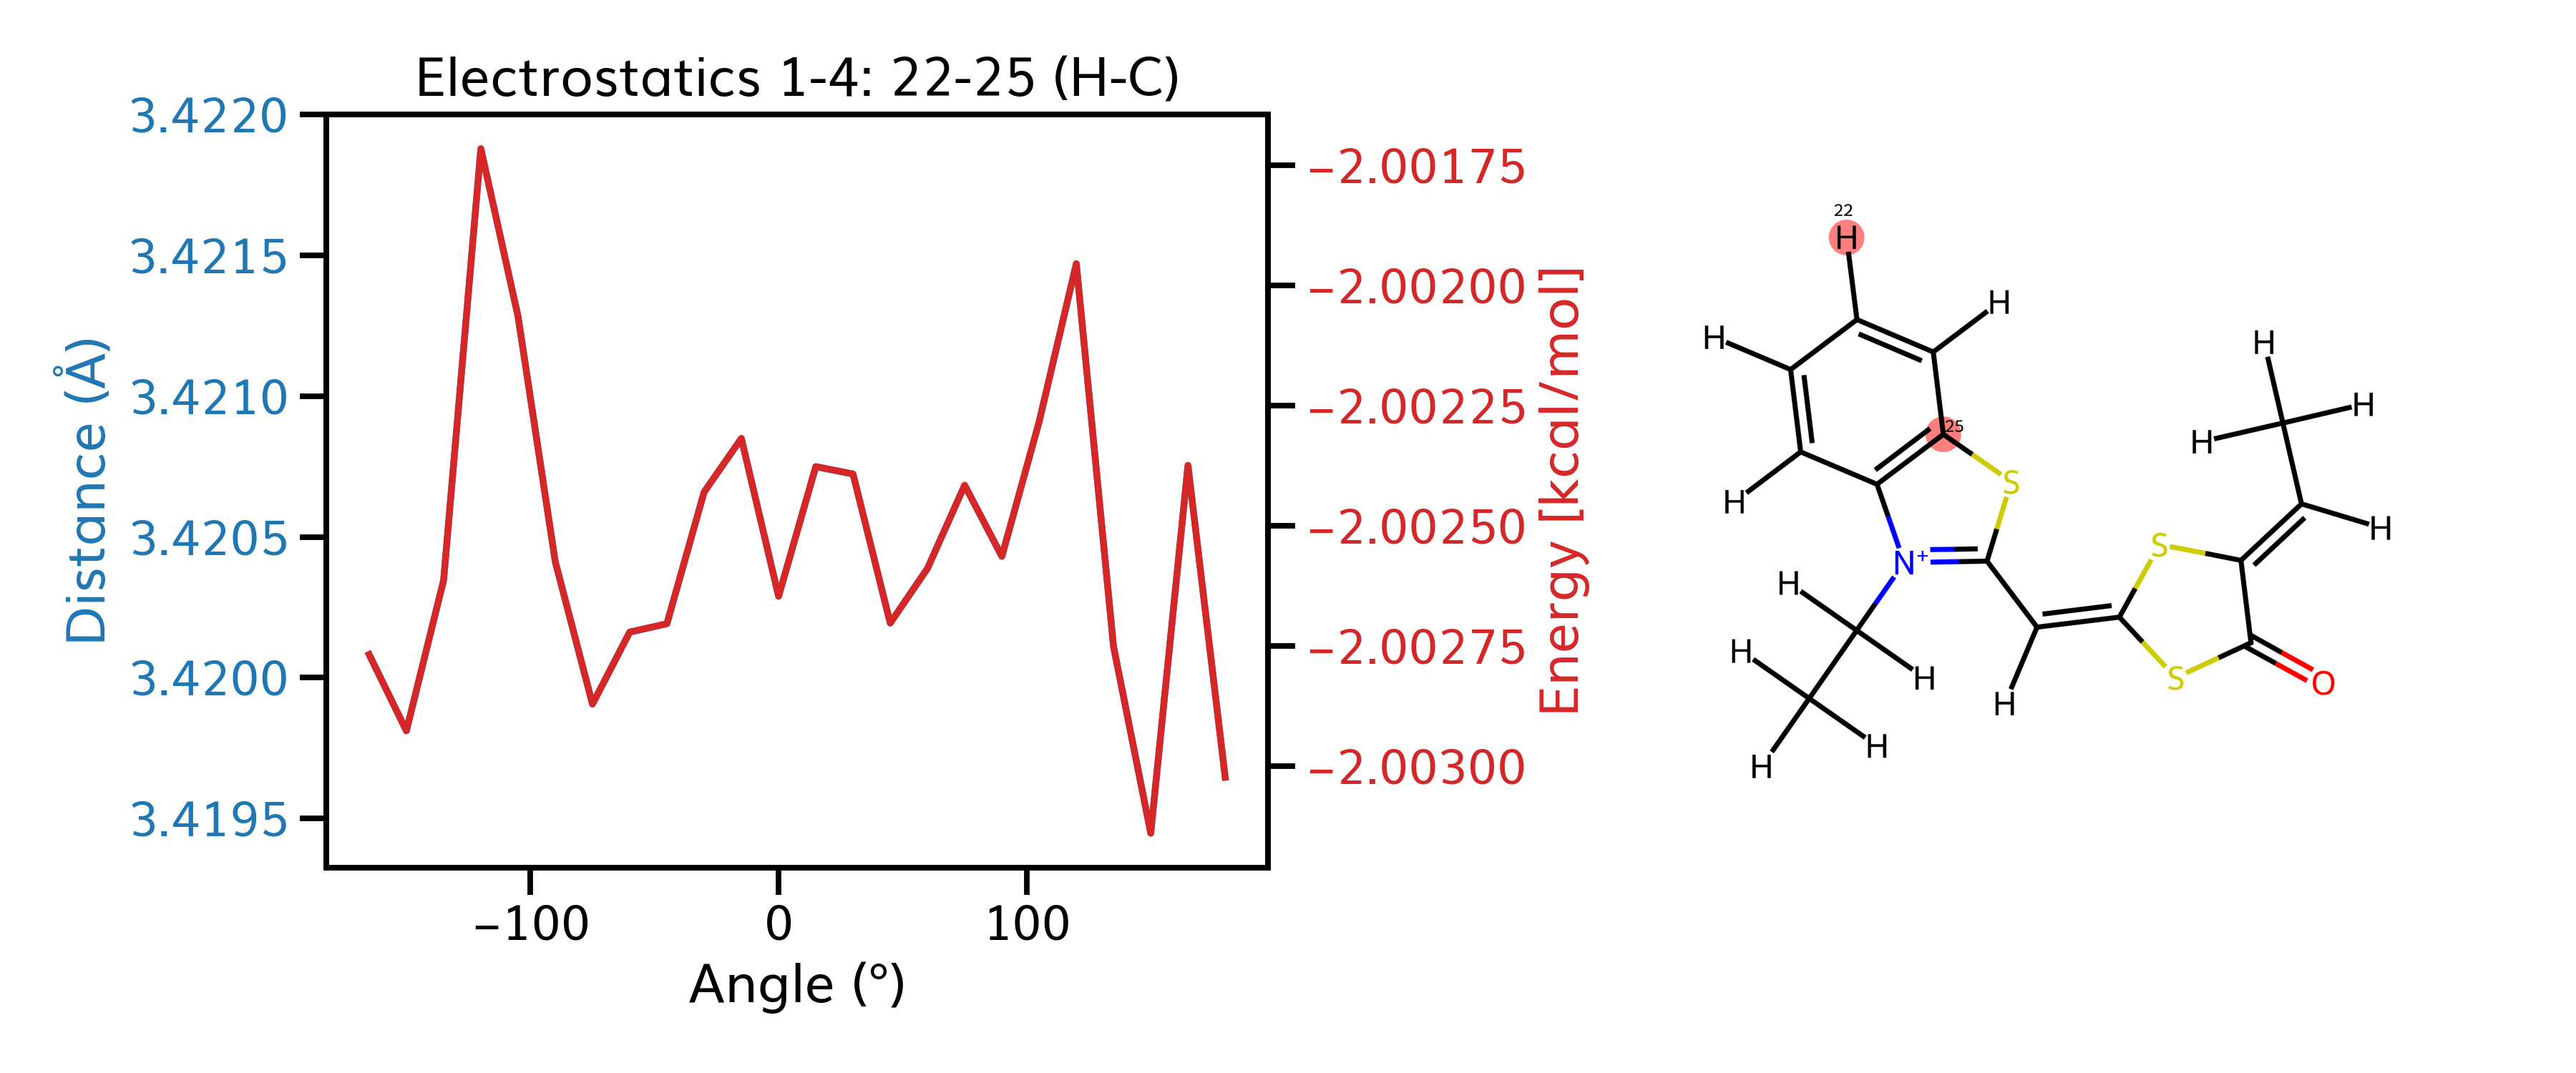 Electrostatics 1-4: 22-25 (H-C)
3.4220
3.4215
3.4210
3.4205
3.4200
3.4195
Distance (Å)
−2.00175
−2.00200
−2.00225
−2.00250
−2.00275
−2.00300
Energy [kcal/mol]
−100 0 100
Angle (°)
22
H
H
H
H
25
S
N+
H
H
H
H
H
H
S
S
O
H
H
H
H